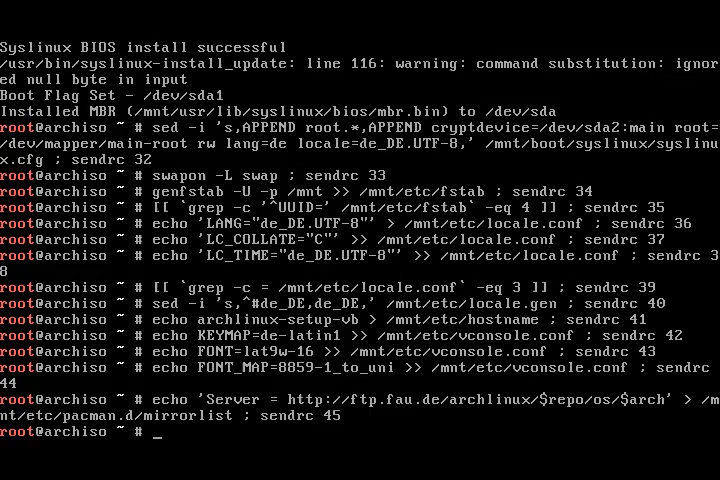 Syslinux BIOS install successful
/usr/bin/syslinux-install_update: line 116: warning: command substitution: ignor
ed null byte in input
Boot Flag Set - /dev/sda1
Installed MBR (/mnt/usr/lib/syslinux/bios/mbr.bin) to /dev/sda
root@archiso ~ # sed -i 's,APPEND root.*,APPEND cryptdevice=/dev/sda2:main root=
/dev/mapper/main-root rw lang=de locale=de_DE.UTF-8,' /mnt/boot/syslinux/syslinu
x.cfg ; sendrc 32
root@archiso ~ # swapon -L swap ; sendrc 33
root@archiso ~ # genfstab -U -p /mnt >> /mnt/etc/fstab ; sendrc 34
root@archiso ~ # [[ `grep -c '^UUID=' /mnt/etc/fstab` -eq 4 ]] ; sendrc 35
root@archiso ~ # echo 'LANG="de_DE.UTF-8"' > /mnt/etc/locale.conf ; sendrc 36
root@archiso ~ # echo 'LC_COLLATE="C"' >> /mnt/etc/locale.conf ; sendrc 37
root@archiso ~ # echo 'LC_TIME="de_DE.UTF-8"' >> /mnt/etc/locale.conf ; sendrc 3
8
root@archiso ~ # [[ `grep -c = /mnt/etc/locale.conf` -eq 3 ]] ; sendrc 39
root@archiso ~ # sed -i 's,^#de_DE,de_DE,' /mnt/etc/locale.gen ; sendrc 40
root@archiso ~ # echo archlinux-setup-vb > /mnt/etc/hostname ; sendrc 41
root@archiso ~ # echo KEYMAP=de-latin1 >> /mnt/etc/vconsole.conf ; sendrc 42
root@archiso ~ # echo FONT=lat9w-16 >> /mnt/etc/vconsole.conf ; sendrc 43
root@archiso ~ # echo FONT_MAP=8859-1_to_uni >> /mnt/etc/vconsole.conf ; sendrc
44
root@archiso ~ # echo 'Server = http://ftp.fau.de/archlinux/$repo/os/$arch' > /m
nt/etc/pacman.d/mirrorlist ; sendrc 45
root@archiso ~ # _